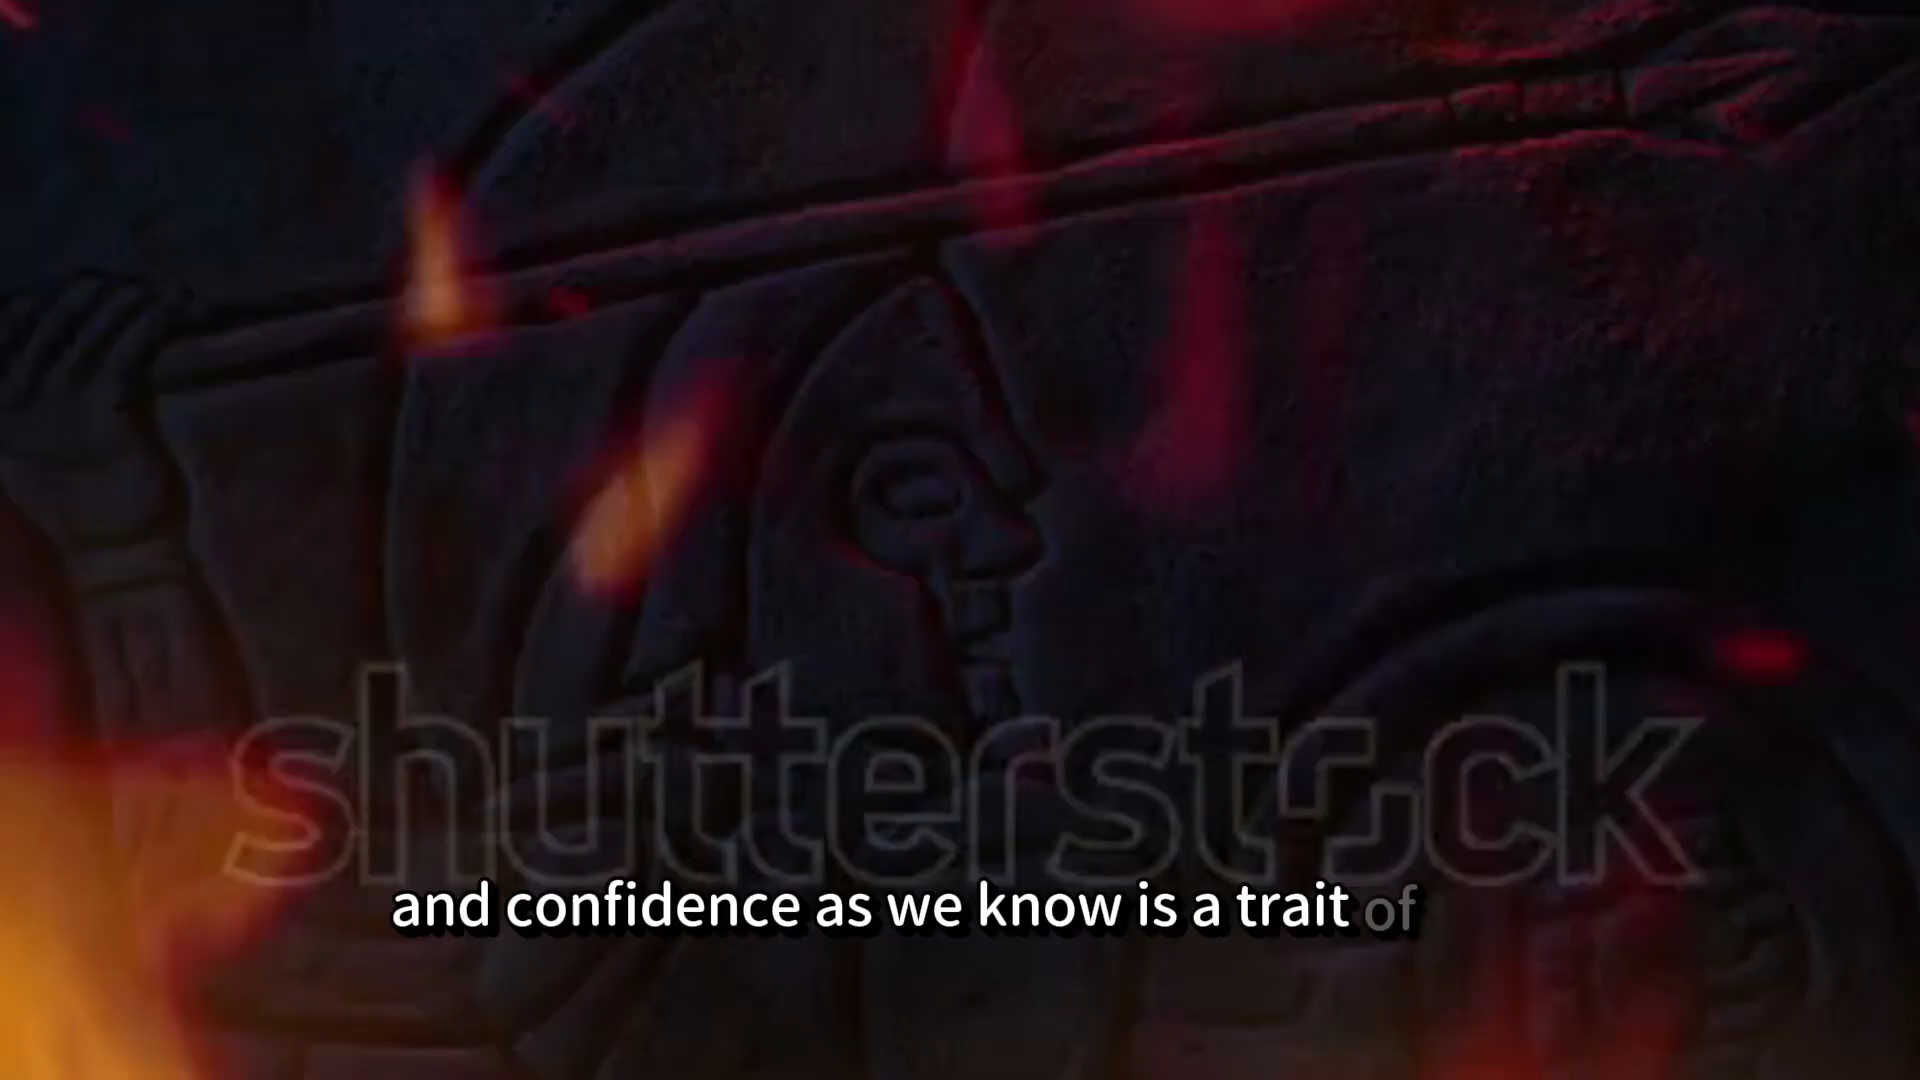 shutterstock
and confidence as we know is a trait of